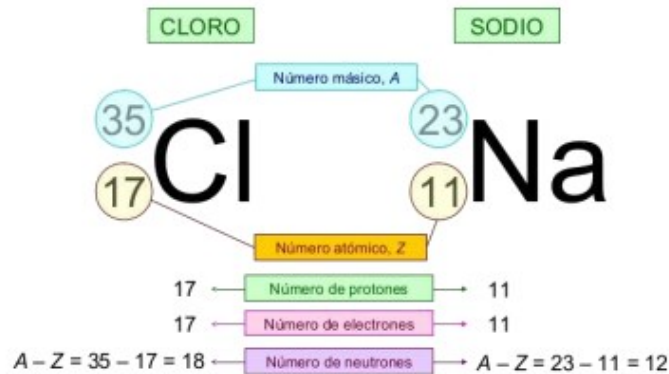 CLORO SODIO
Número másico, A
35 Cl 23 Na
17 11
Número atómico, Z
17 Número de protones 11
17 Número de electrones 11
A – Z = 35 – 17 = 18 Número de neutrones A – Z = 23 – 11 = 12